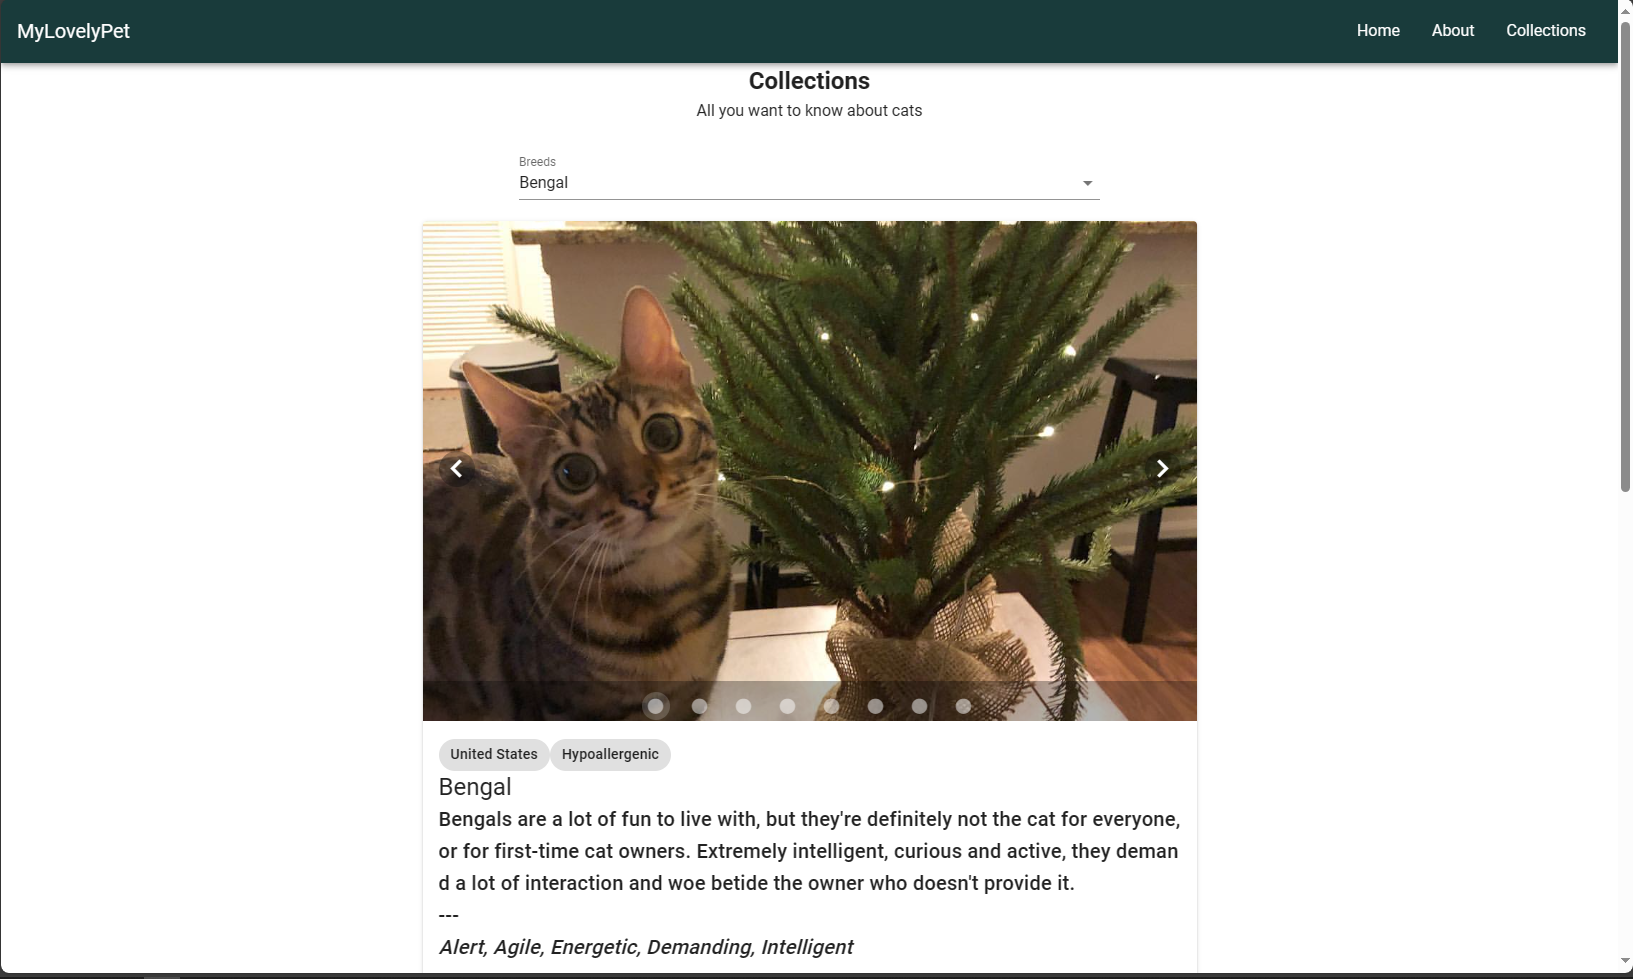 MyLovelyPet
Home About Collections
Collections
All you want to know about cats
Breeds
Bengal
United States Hypoallergenic
Bengal
Bengals are a lot of fun to live with, but they're definitely not the cat for everyone,
or for first-time cat owners. Extremely intelligent, curious and active, they deman
d a lot of interaction and woe betide the owner who doesn't provide it.
---
Alert, Agile, Energetic, Demanding, Intelligent